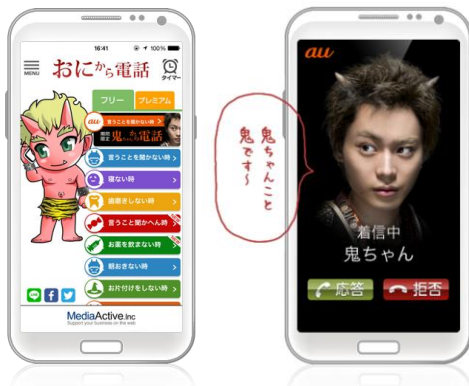 16:41
100%
MENU
おにから電話
タイマー
フリー
プレミアム
au 言うことを聞かない時
期間限定 鬼から電話
言うことを聞かない時
寝ない時
歯磨きしない時
言うこと聞かへん時
お薬を飲まない時
朝おきない時
お片付けをしない時
MediaActive.inc
Support your business on the web
鬼ちゃんこと
鬼です〜
au
着信中
鬼ちゃん
応答
拒否